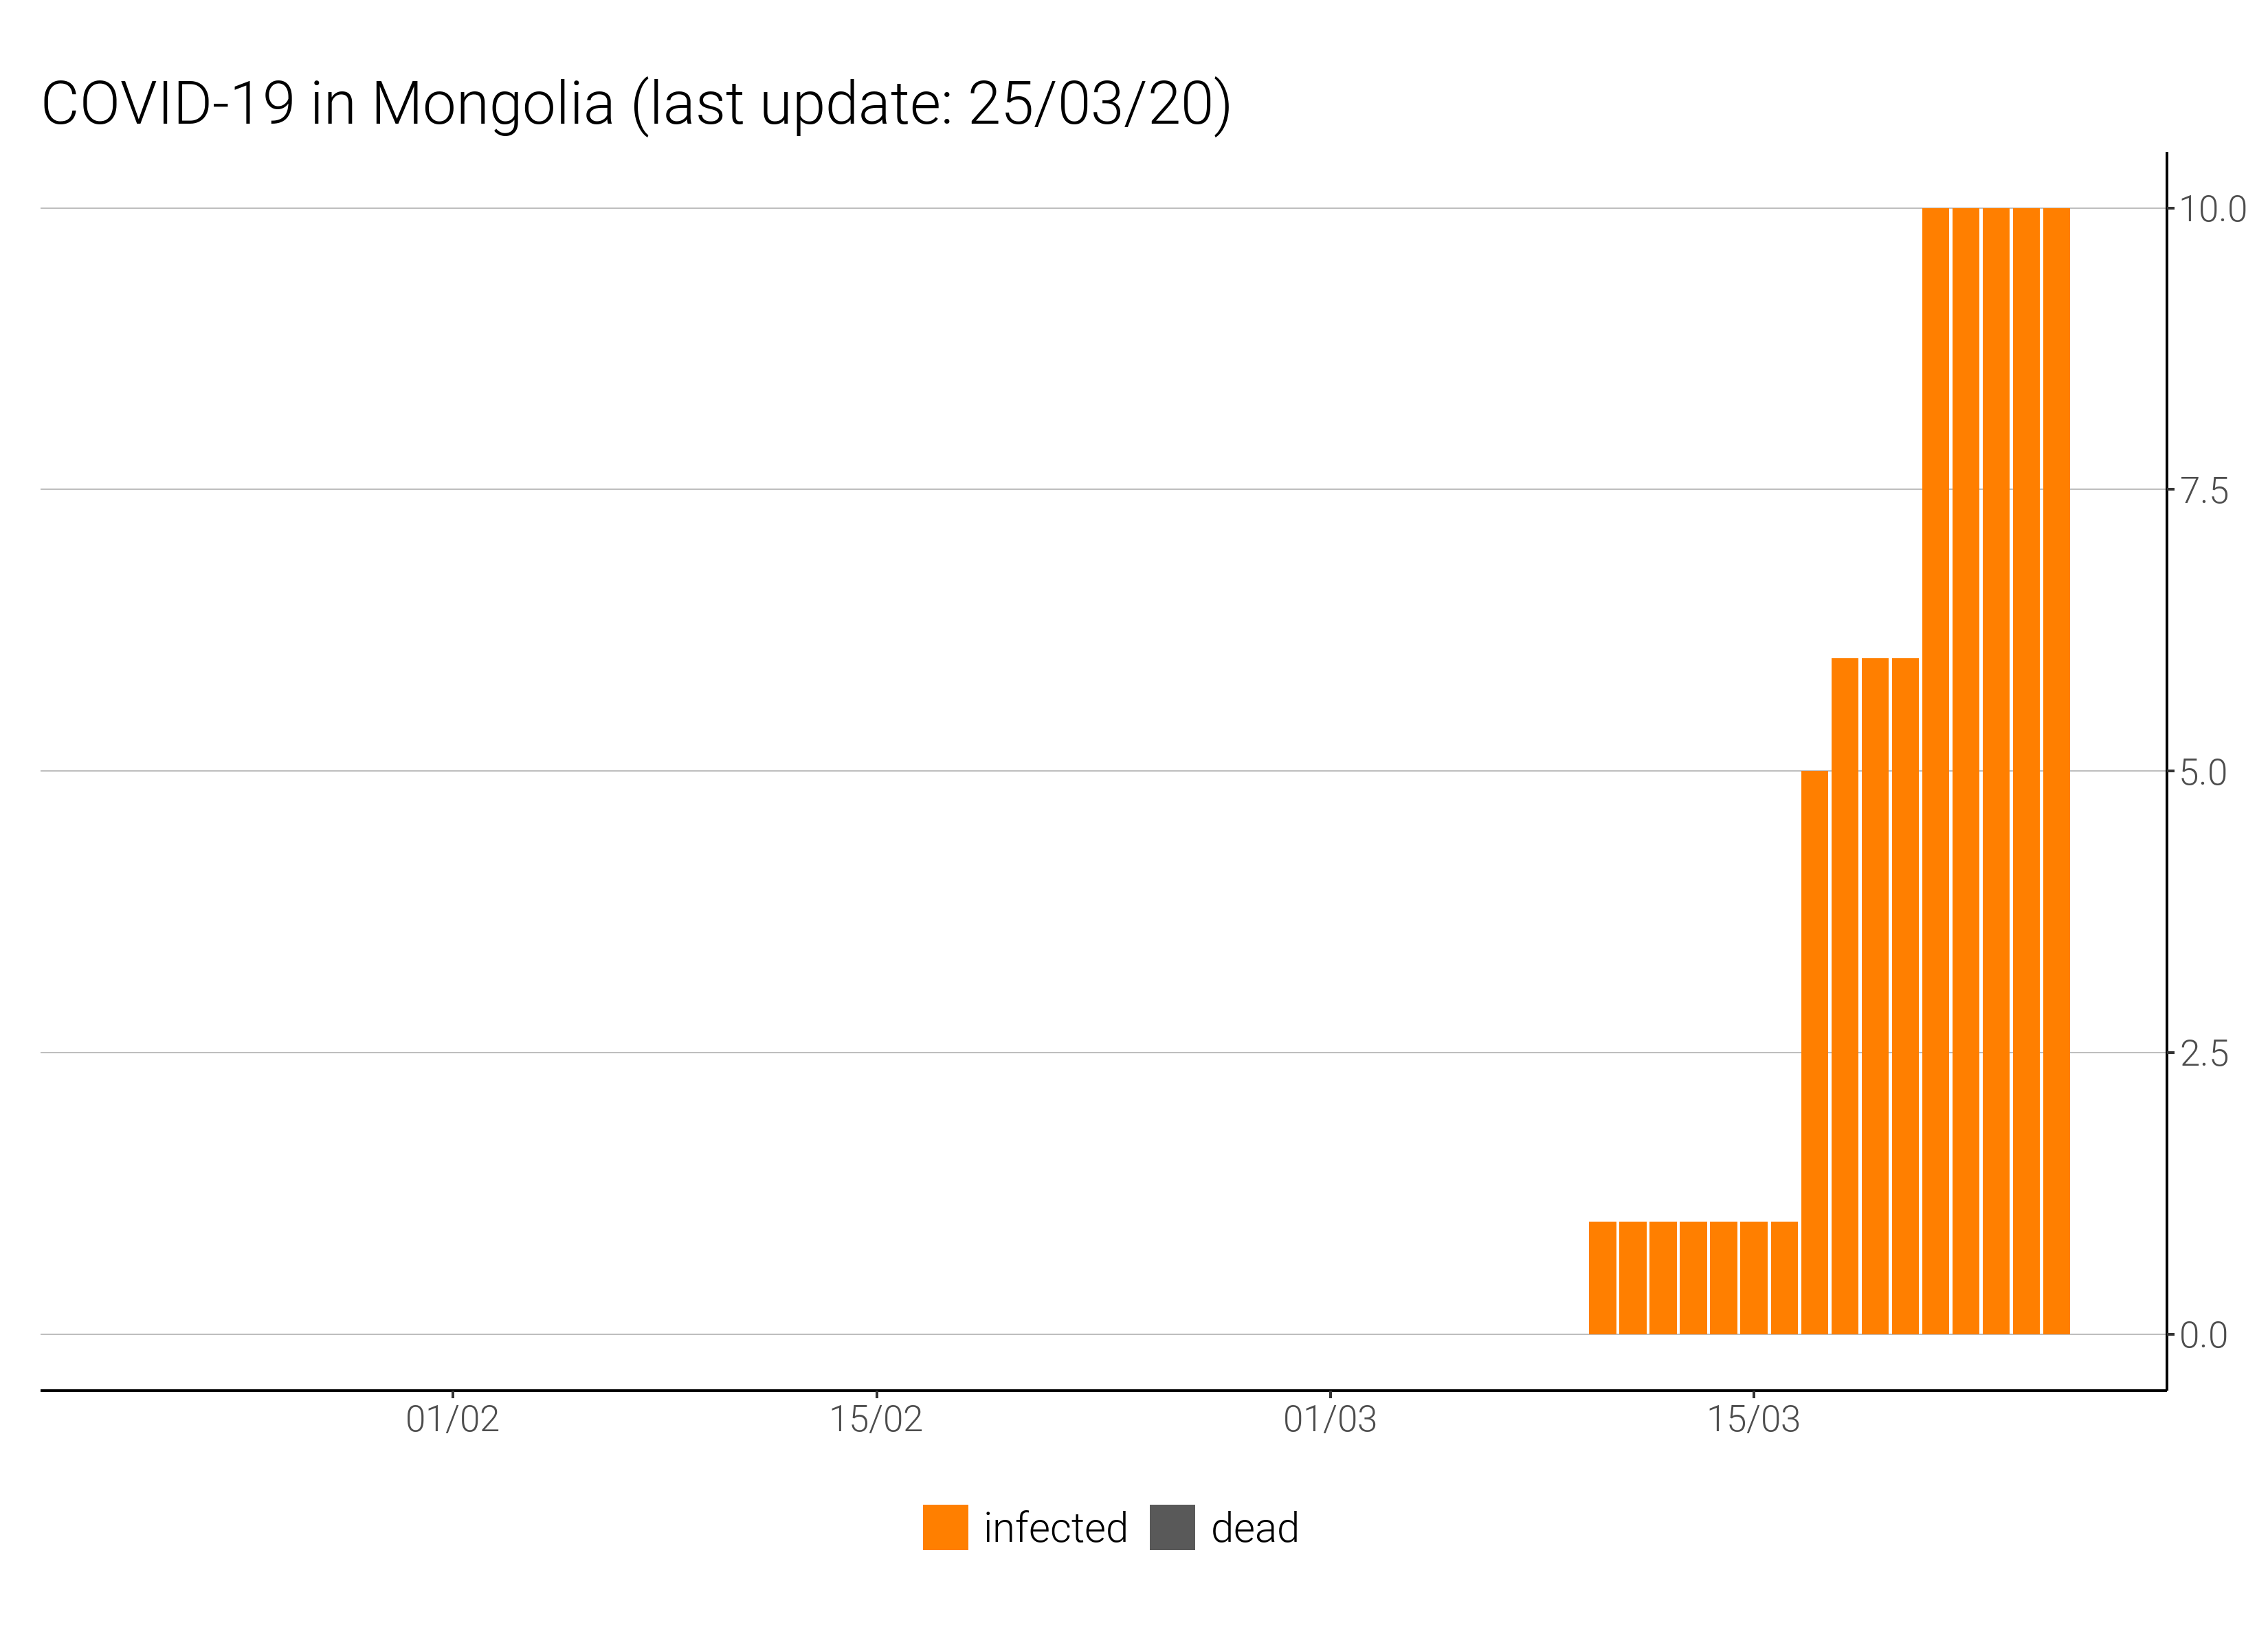 COVID-19 in Mongolia (last update: 25/03/20)
10.0
7.5
5.0
2.5
0.0
01/02 15/02 01/03 15/03
infected dead